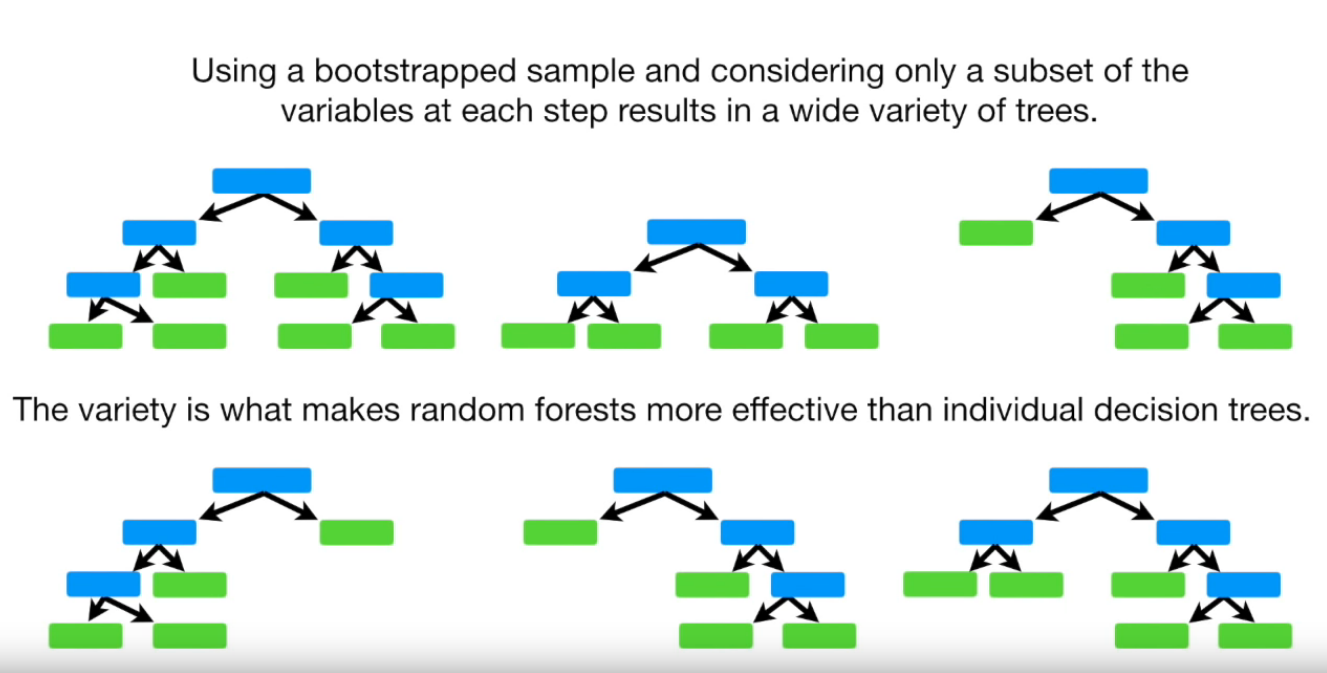 Using a bootstrapped sample and considering only a subset of the
variables at each step results in a wide variety of trees.
The variety is what makes random forests more effective than individual decision trees.